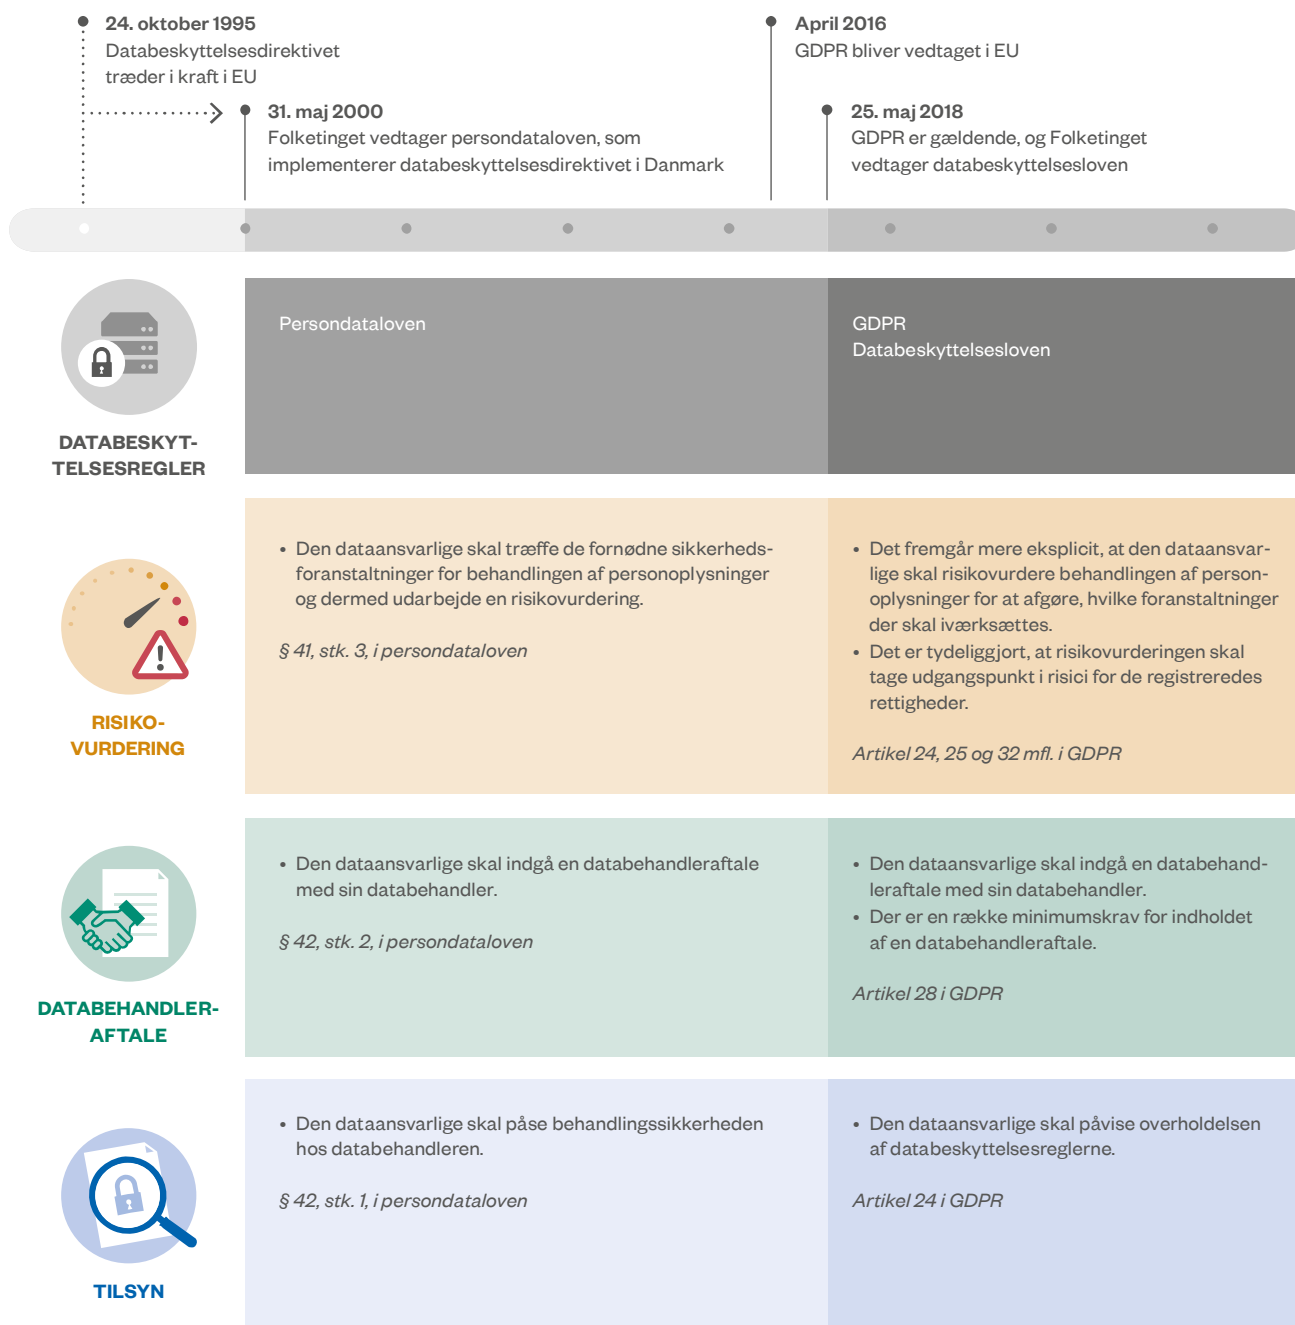 24. oktober 1995
Databeskyttelsesdirektivet
træder i kraft i EU
31. maj 2000
Folketinget vedtager persondataloven, som
implementerer databeskyttelsesdirektivet i Danmark
April 2016
GDPR bliver vedtaget i EU
25. maj 2018
GDPR er gældende, og Folketinget
vedtager databeskyttelsesloven
DATABESKYT-
TELSESREGLER
Persondataloven
GDPR
Databeskyttelsesloven
RISIKO-
VURDERING
• Den dataansvarlige skal træffe de fornødne sikkerheds-
foranstaltninger for behandlingen af personoplysninger
og dermed udarbejde en risikovurdering.
§ 41, stk. 3, i persondataloven
• Det fremgår mere eksplicit, at den dataansvar-
lige skal risikovurdere behandlingen af person-
oplysninger for at afgøre, hvilke foranstaltninger
der skal iværksættes.
• Det er tydeliggjort, at risikovurderingen skal
tage udgangspunkt i risici for de registreredes
rettigheder.
Artikel 24, 25 og 32 mfl. i GDPR
DATABEHANDLER-
AFTALE
• Den dataansvarlige skal indgå en databehandleraftale
med sin databehandler.
§ 42, stk. 2, i persondataloven
• Den dataansvarlige skal indgå en databehand-
leraftale med sin databehandler.
• Der er en række minimumskrav for indholdet
af en databehandleraftale.
Artikel 28 i GDPR
TILSYN
• Den dataansvarlige skal påse behandlingssikkerheden
hos databehandleren.
§ 42, stk. 1, i persondataloven
• Den dataansvarlige skal påvise overholdelsen
af databeskyttelsesreglerne.
Artikel 24 i GDPR